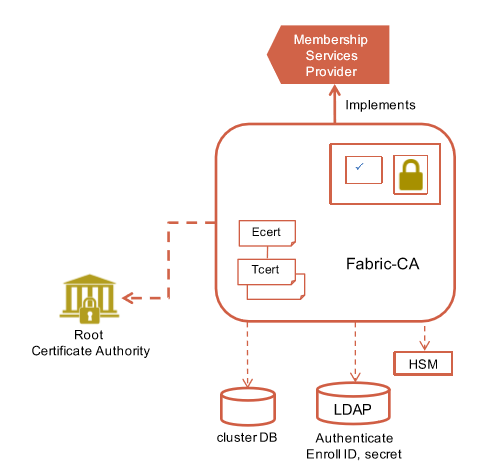 Membership
Services
Provider
Implements
Ecert
Tcert
Fabric-CA
Root
Certificate Authority
HSM
cluster DB
LDAP
Authenticate
Enroll ID, secret